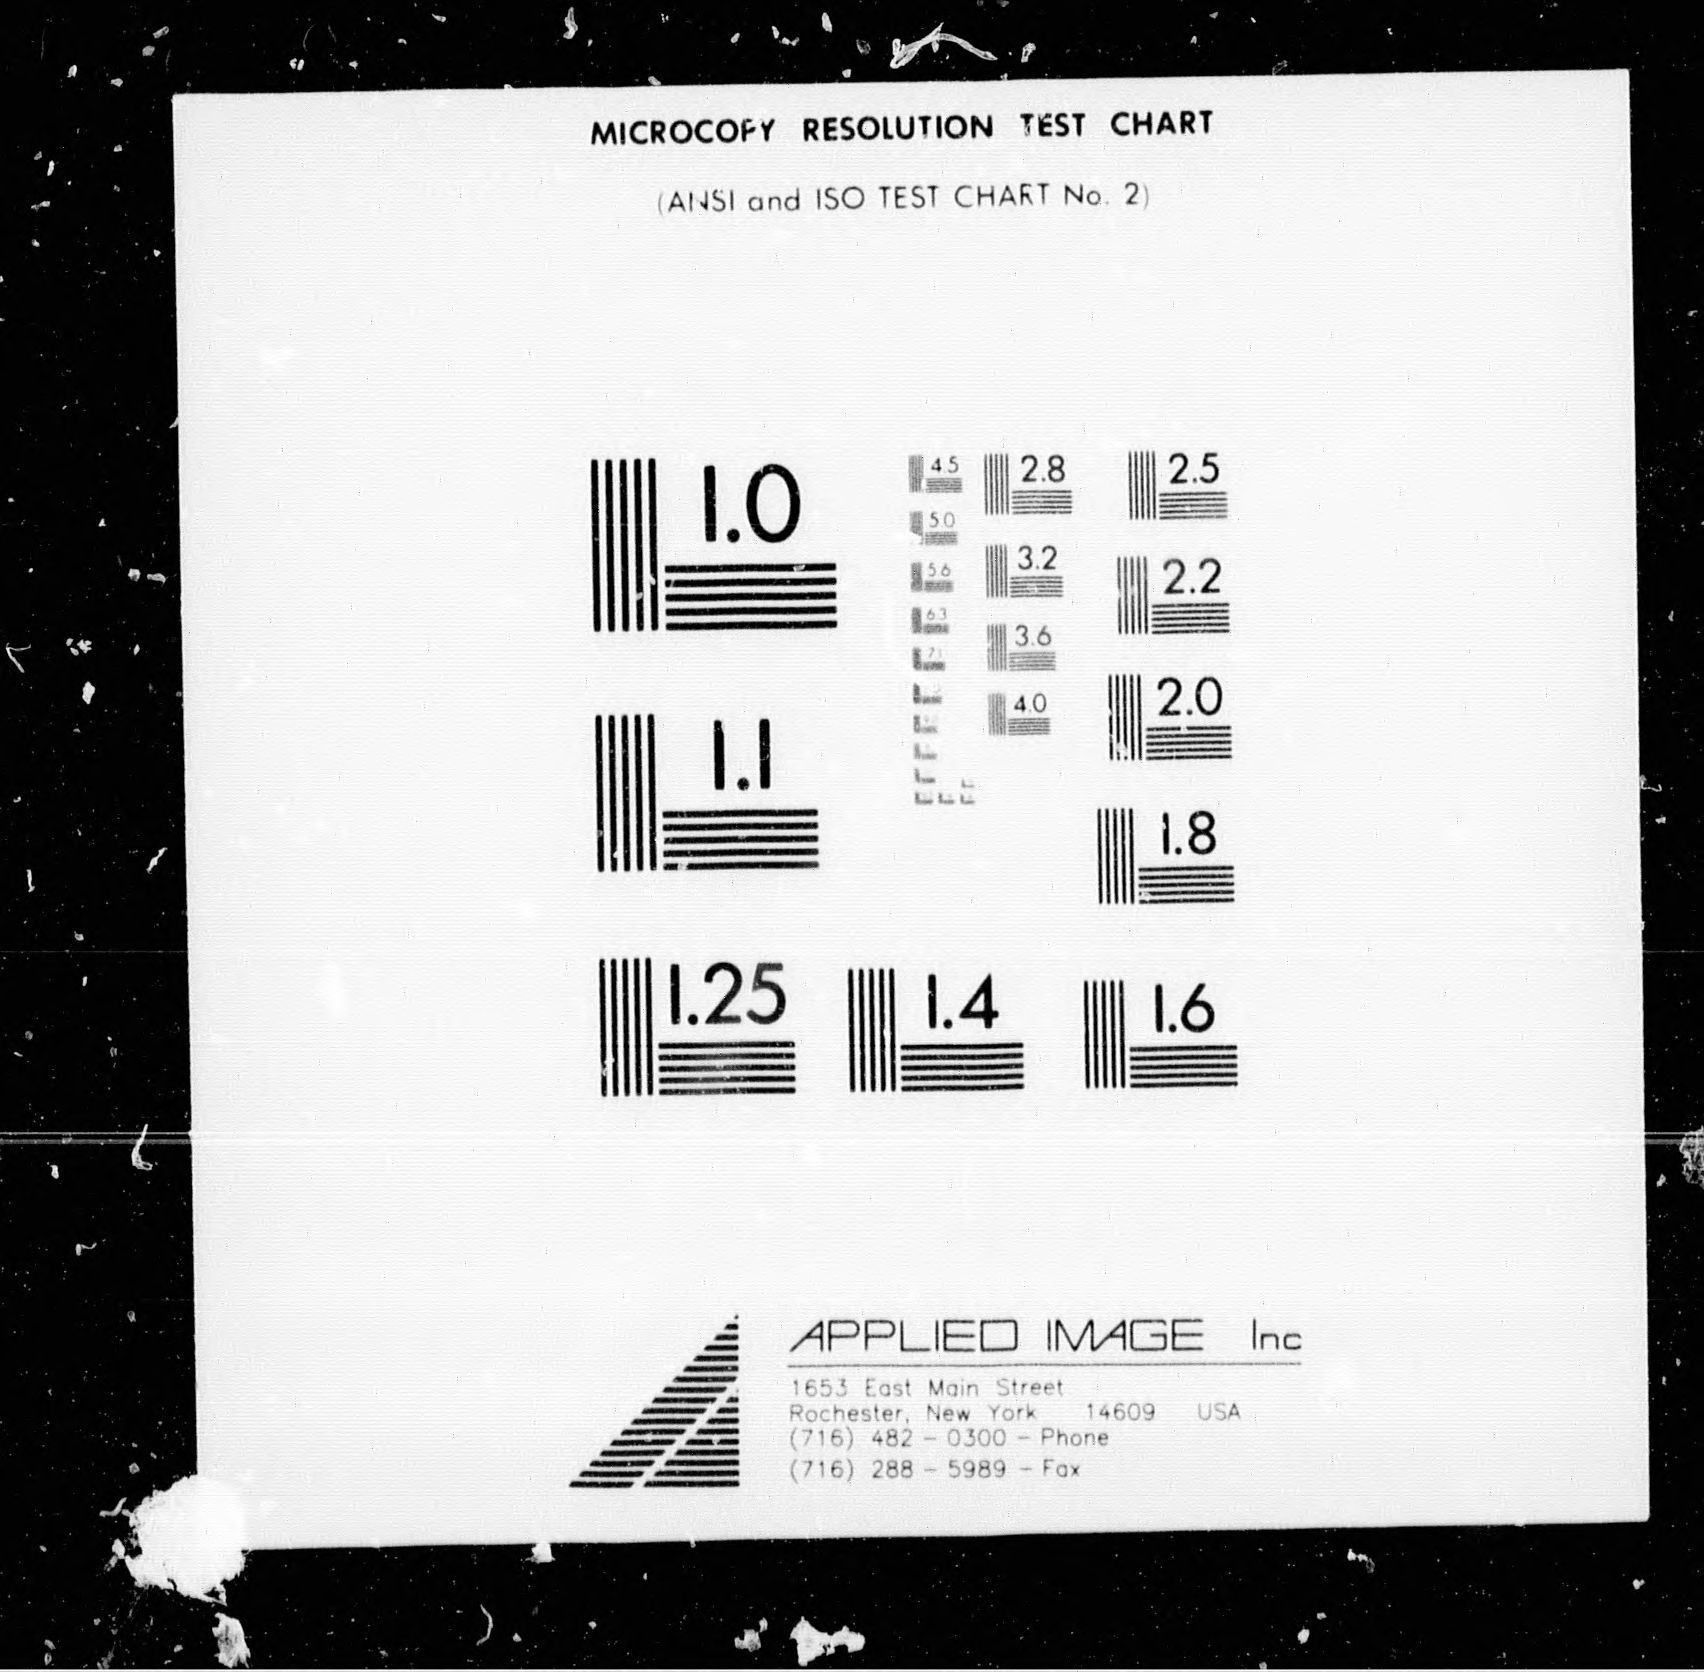 MICROCOPY RESOLUTION TEST CHART
(ANSI and ISO TEST CHART No. 2)
1.0
1.1
1.25
1.4
1.6
1.8
2.0
2.2
2.5
2.8
3.2
3.6
4.0
4.5
5.0
5.6
6.3
7.1
APPLIED IMAGE Inc
1653 East Main Street
Rochester, New York 14609 USA
(716) 482 - 0300 - Phone
(716) 288 - 5989 - Fax